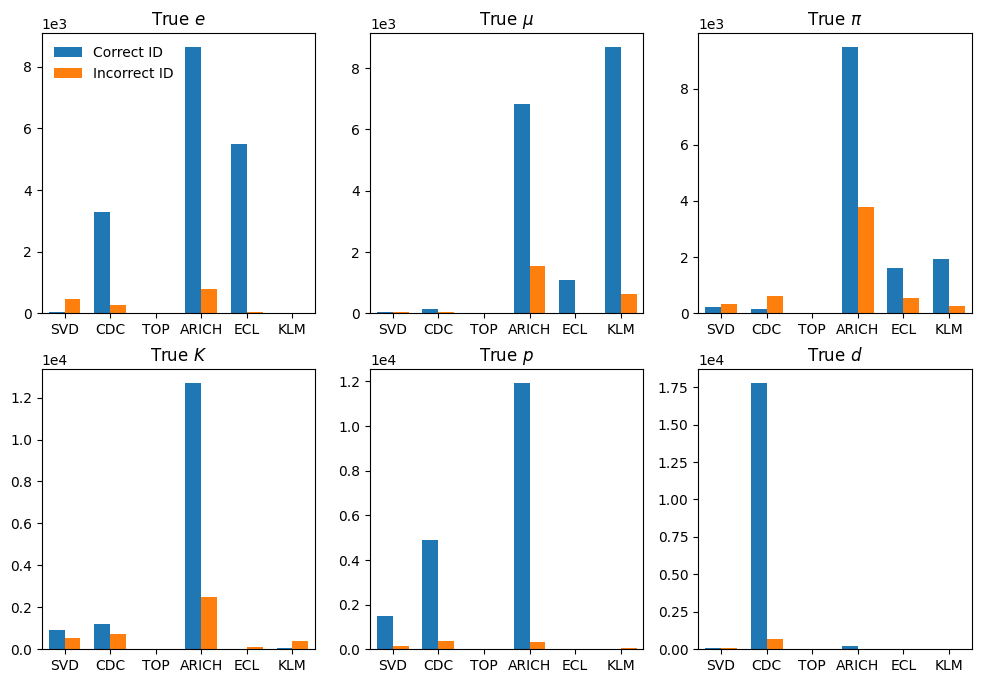 True e
1e3
Correct ID
Incorrect ID
8
6
4
2
0
SVD CDC TOP ARICH ECL KLM
True μ
1e3
8
6
4
2
0
SVD CDC TOP ARICH ECL KLM
True π
1e3
8
6
4
2
0
SVD CDC TOP ARICH ECL KLM
True K
1e4
1.2
1.0
0.8
0.6
0.4
0.2
0.0
SVD CDC TOP ARICH ECL KLM
True p
1e4
1.2
1.0
0.8
0.6
0.4
0.2
0.0
SVD CDC TOP ARICH ECL KLM
True d
1e4
1.75
1.50
1.25
1.00
0.75
0.50
0.25
0.00
SVD CDC TOP ARICH ECL KLM